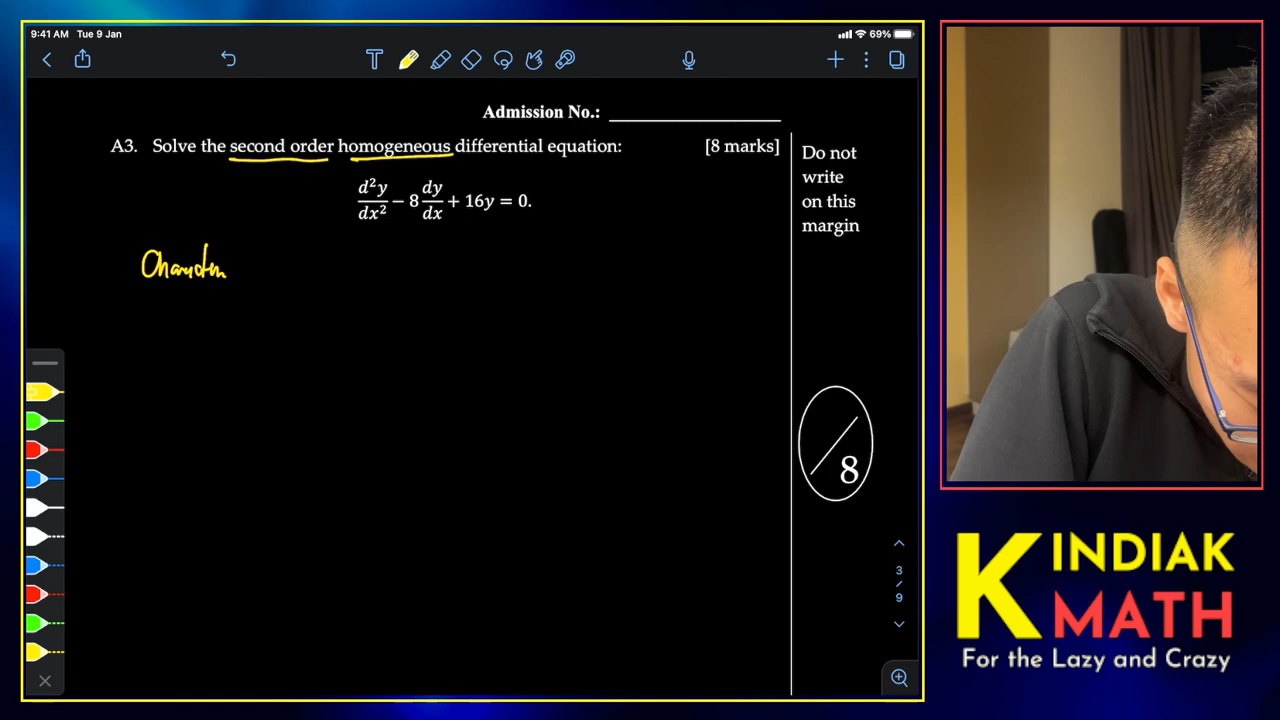 9:41 AM Tue 9 Jan
69%
Admission No.: ____________________
A3. Solve the second order homogeneous differential equation: [8 marks]
d²y/dx² − 8 dy/dx + 16y = 0.
Do not
write
on this
margin
8
3
9
KINDIAK
MATH
For the Lazy and Crazy